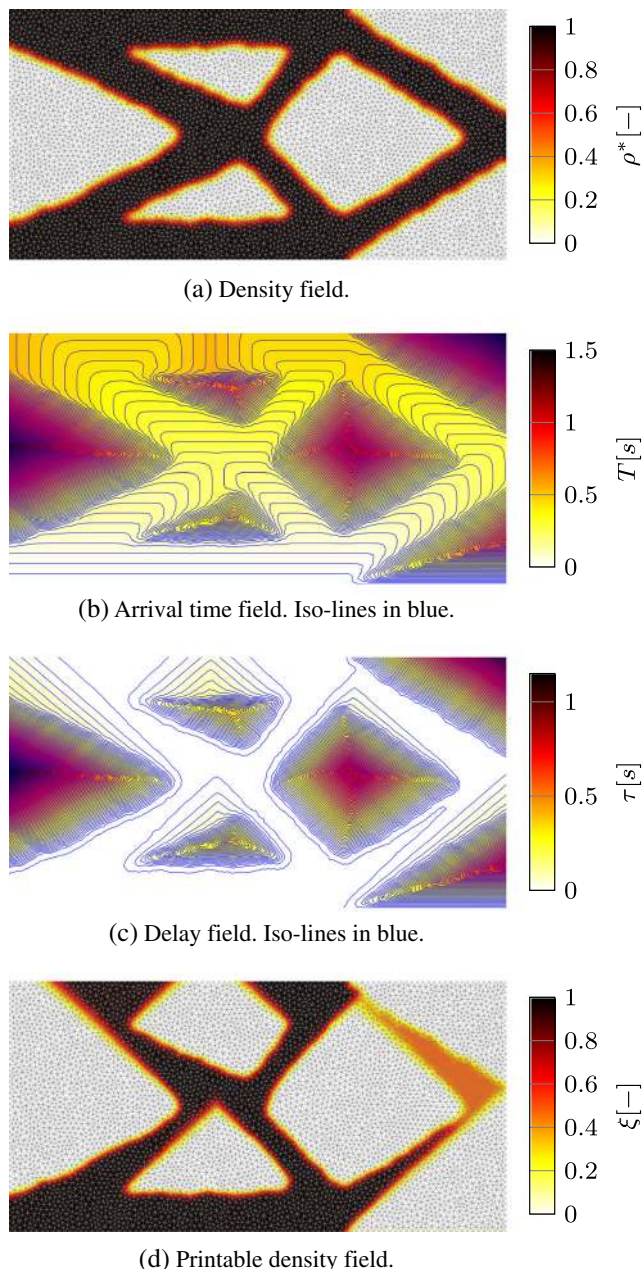 1
0.8
0.6
0.4
0.2
0
ρ* [−]
(a) Density field.
1.5
1
0.5
0
T[s]
(b) Arrival time field. Iso-lines in blue.
1
0.5
0
τ[s]
(c) Delay field. Iso-lines in blue.
1
0.8
0.6
0.4
0.2
0
ξ[−]
(d) Printable density field.